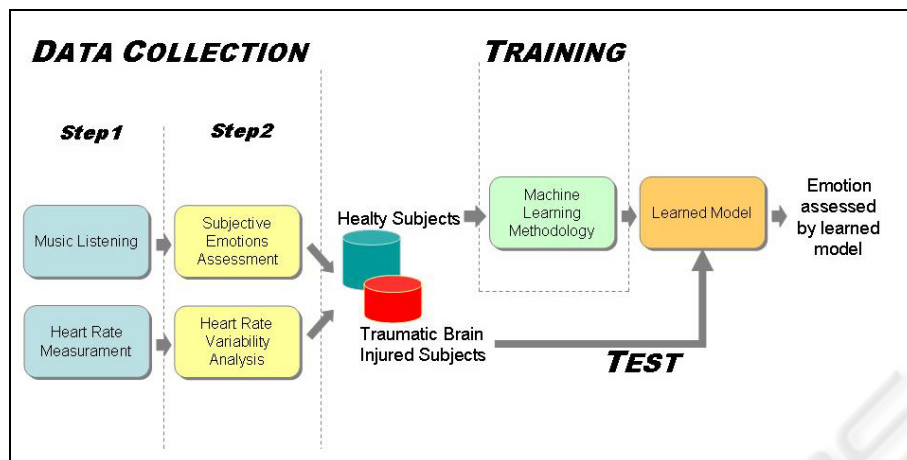 DATA COLLECTION
TRAINING
Step1
Step2
Music Listening
Subjective
Emotions
Assessment
Heart Rate
Measurament
Heart Rate
Variability
Analysis
Healty Subjects
Traumatic Brain
Injured Subjects
Machine
Learning
Methodology
Learned Model
Emotion
assessed
by learned
model
TEST